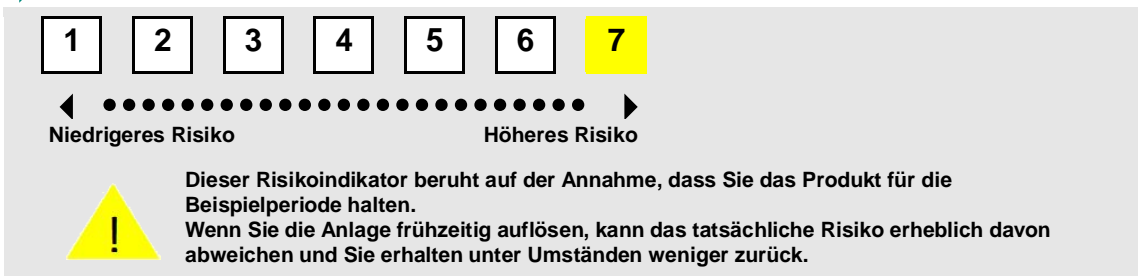 1 2 3 4 5 6 7
Niedrigeres Risiko Höheres Risiko
Dieser Risikoindikator beruht auf der Annahme, dass Sie das Produkt für die
Beispielperiode halten.
Wenn Sie die Anlage frühzeitig auflösen, kann das tatsächliche Risiko erheblich davon
abweichen und Sie erhalten unter Umständen weniger zurück.
!